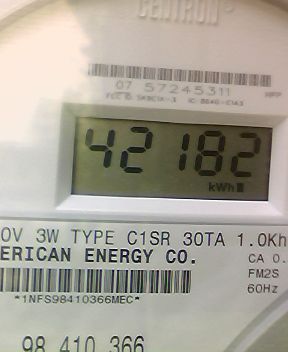 CENTRON
07 57245311
42182
kWh
0V 3W TYPE C1SR 30TA 1.0Kh
ERICAN ENERGY CO.
CA 0.
FM2S
60Hz
*1NFS98410366MEC*
98 410 366